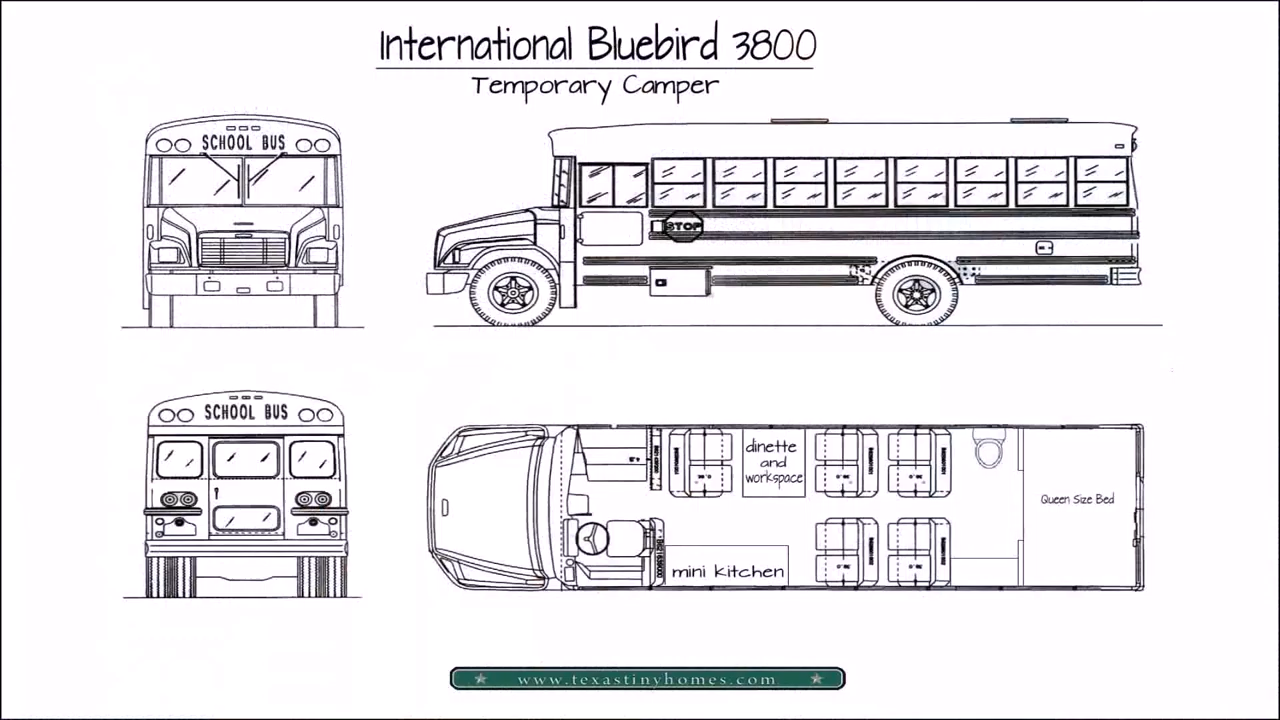 International Bluebird 3800
Temporary Camper
SCHOOL BUS
STOP
SCHOOL BUS
dinette
and
workspace
Queen Size Bed
mini kitchen
www.texastinyhomes.com